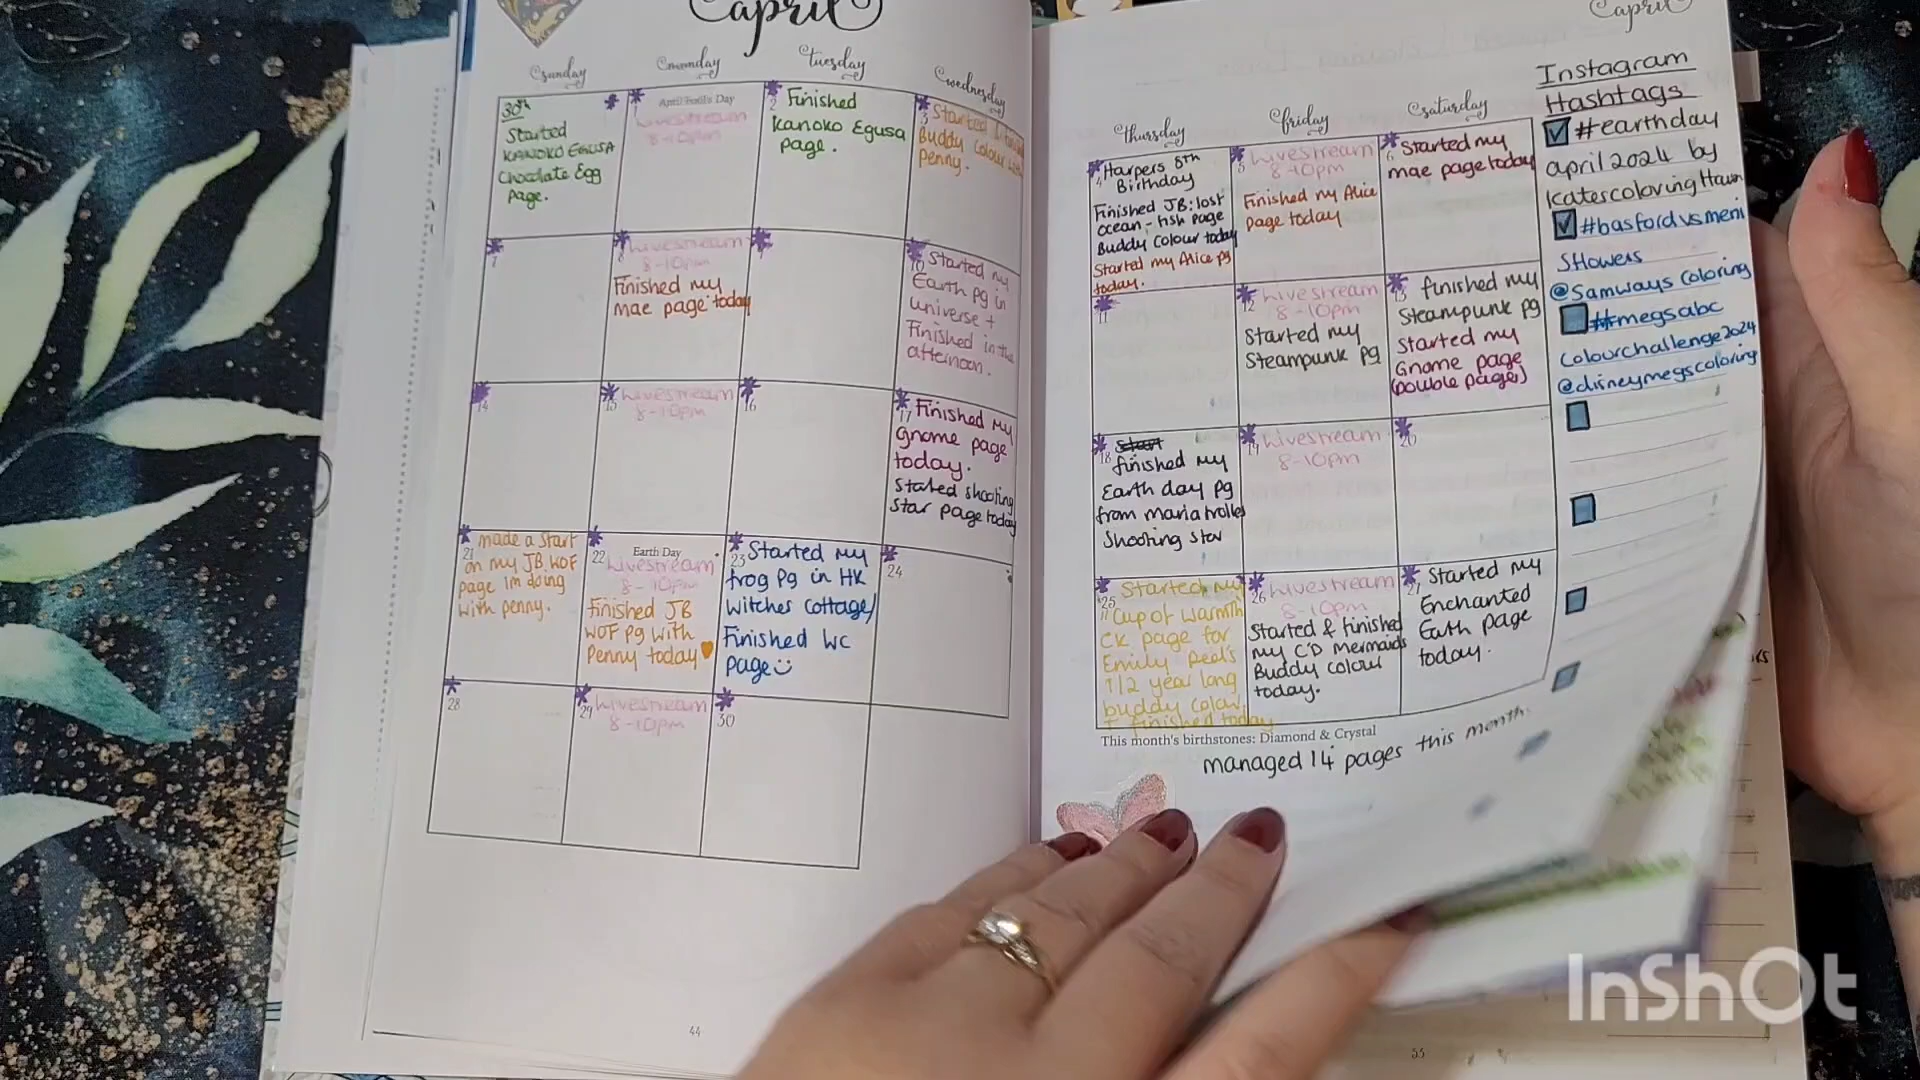 april
sunday
monday
tuesday
wednesday
30th
Started
KANOKO EGUSA
Chocolate Egg
Page.
1
April Fool's Day
Livestream
8-10pm
2
Finished
Kanoko Egusa
page.
3
Started
Buddy Colour
Penny.
7
8
Livestream
8-10pm
Finished my
mae page today
9
10
Started my
Earth pg in
universe +
Finished in the
afternoon.
14
15
Livestream
8-10pm
16
17
Finished my
Gnome page
today.
Stated shooting
Star page today
21
made a Start
on my JB WOF
page im doing
with penny.
22
Earth Day
Livestream
8-10pm
Finished JB
WOF pg with
Penny today
23
Started my
frog pg in HK
Witches Cottage/
Finished WC
page
24
28
29
Livestream
8-10pm
30
44
april
thursday
friday
saturday
4
Harpers 8th
Birthday
Finished JB: lost
ocean - fish page
Buddy Colour today
Started my Alice pg
today.
5
Livestream
8-10pm
Finished my Alice
page today
6
Started my
mae page today
11
12
Livestream
8-10pm
Started my
Steampunk pg
13
finished my
Steampunk pg
Started my
Gnome page
(Double pages)
18
Start
finished my
Earth day pg
from maria trolle
Shooting Star
19
Livestream
8-10pm
20
25
Started my
Cup of Warmth
CK page for
Emily Peel's
1/2 year long
buddy colour
+ finished today
26
Livestream
8-10pm
Started & finished
my CD mermaids
Buddy colour
today.
27
Started my
Enchanted
Earth page
today.
This month's birthstones: Diamond & Crystal
managed 14 pages this month.
Instagram
Hashtags
#earthday
april 2024 by
#basfordvsmeni
SHOWERS
@Samways Coloring
#megsabc
Colourchallenge2024
@disneymegscoloring
55
InShOt